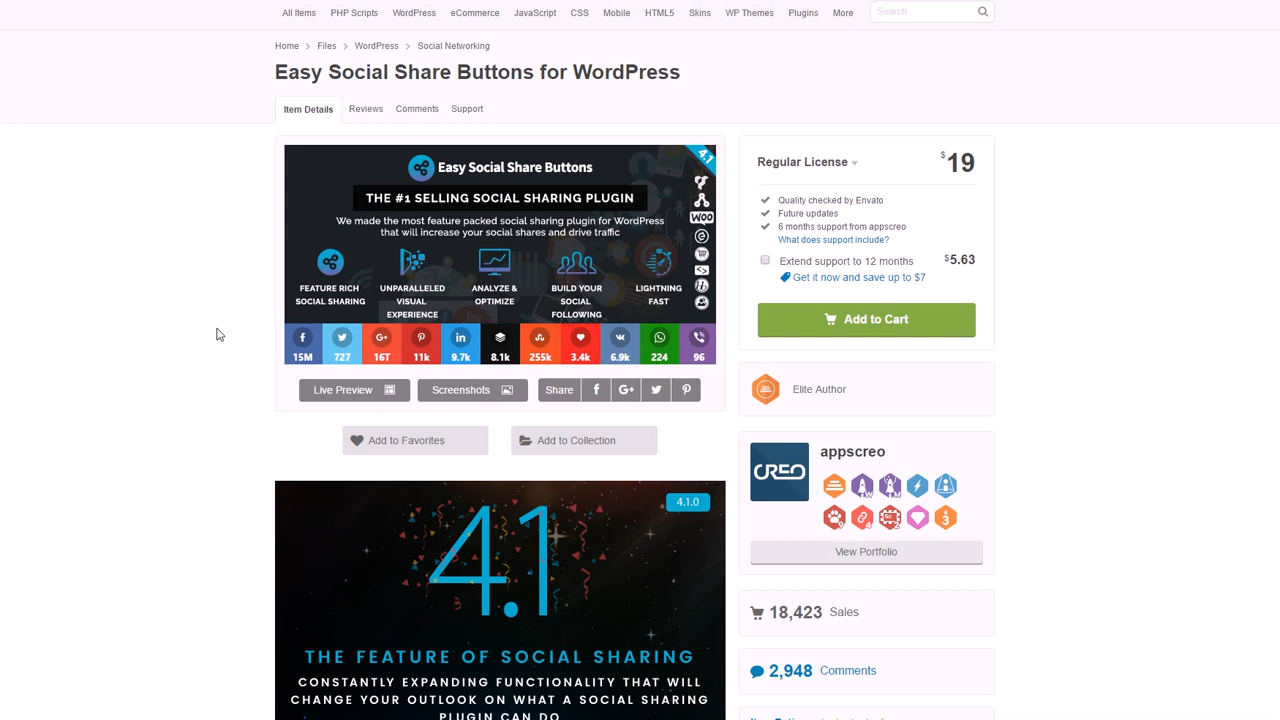 All Items PHP Scripts WordPress eCommerce JavaScript CSS Mobile HTML5 Skins WP Themes Plugins More Search
Home Files WordPress Social Networking
Easy Social Share Buttons for WordPress
Item Details Reviews Comments Support
4.1
Easy Social Share Buttons
THE #1 SELLING SOCIAL SHARING PLUGIN
We made the most feature packed social sharing plugin for WordPress
that will increase your social shares and drive traffic
WOO
FEATURE RICH
SOCIAL SHARING
UNPARALLELED
VISUAL
EXPERIENCE
ANALYZE &
OPTIMIZE
BUILD YOUR
SOCIAL
FOLLOWING
LIGHTNING
FAST
15M 727 16T 11k 9.7k 8.1k 255k 3.4k 6.9k 224 96
Live Preview Screenshots Share
Add to Favorites Add to Collection
4.1.0
4.1
THE FEATURE OF SOCIAL SHARING
CONSTANTLY EXPANDING FUNCTIONALITY THAT WILL
CHANGE YOUR OUTLOOK ON WHAT A SOCIAL SHARING
PLUGIN CAN DO
Regular License $19
Quality checked by Envato
Future updates
6 months support from appscreo
What does support include?
Extend support to 12 months $5.63
Get it now and save up to $7
Add to Cart
Elite Author
CREO
appscreo
View Portfolio
18,423 Sales
2,948 Comments